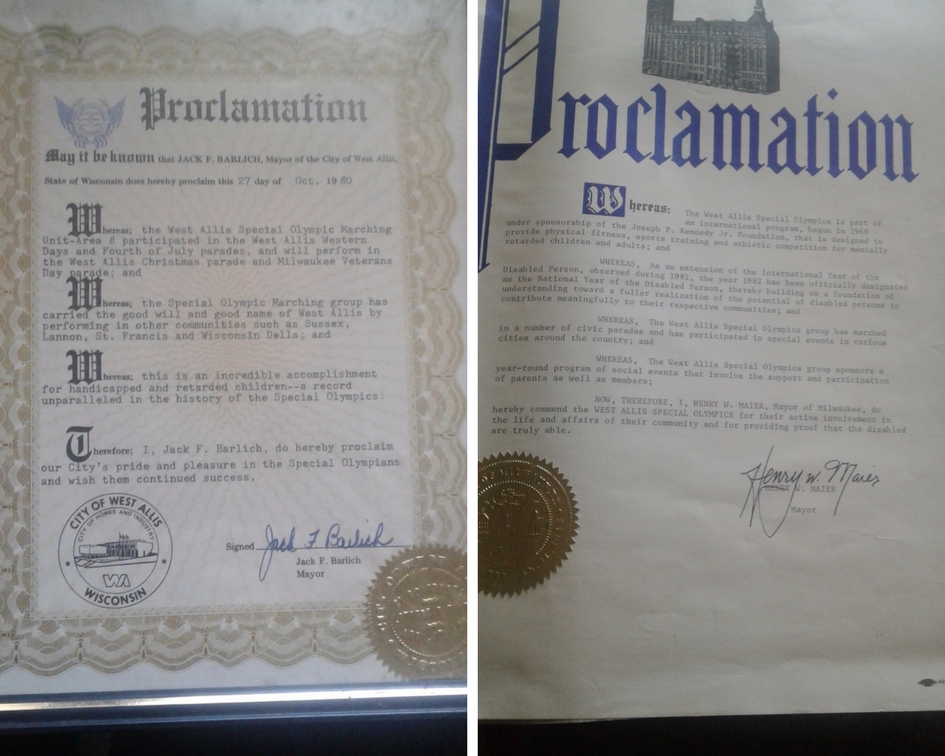 Proclamation
May it be known that JACK F. BARLICH, Mayor of the City of West Allis,
State of Wisconsin does hereby proclaim this 27 day of Oct. 1980
Whereas; the West Allis Special Olympic Marching
Unit-Area 8 participated in the West Allis Western
Days and Fourth of July parades, and will perform in
the West Allis Christmas parade and Milwaukee Veterans
Day parade; and
Whereas; the Special Olympic Marching group has
carried the good will and good name of West Allis by
performing in other communities such as Sussex,
Lannon, St. Francis and Wisconsin Dells; and
Whereas; this is an incredible accomplishment
for handicapped and retarded children--a record
unparalleled in the history of the Special Olympics:
Therefore; I, Jack F. Barlich, do hereby proclaim
our City's pride and pleasure in the Special Olympians
and wish them continued success.
CITY OF WEST ALLIS
CITY OF HOMES AND INDUSTRY
WA
WISCONSIN
Signed Jack F Barlich
Jack F. Barlich
Mayor
Proclamation
Whereas: The West Allis Special Olympics is part of
an international program, begun in 1968
under sponsorship of the Joseph P. Kennedy Jr. Foundation, that is designed to
provide physical fitness, sports training and athletic competition for mentally
retarded children and adults; and
WHEREAS, As an extension of the International Year of the
Disabled Person, observed during 1981, the year 1982 has been officially designated
as the National Year of the Disabled Person, thereby building on a foundation of
understanding toward a fuller realization of the potential of disabled persons to
contribute meaningfully to their respective communities; and
WHEREAS, The West Allis Special Olympics group has marched
in a number of civic parades and has participated in special events in various
cities around the country; and
WHEREAS, The West Allis Special Olympics group sponsors a
year-round program of social events that involve the support and participation
of parents as well as members;
NOW, THEREFORE, I, HENRY W. MAIER, Mayor of Milwaukee, do
hereby commend the WEST ALLIS SPECIAL OLYMPICS for their active involvement in
the life and affairs of their community and for providing proof that the disabled
are truly able.
Henry W. Maier
HENRY W. MAIER
Mayor